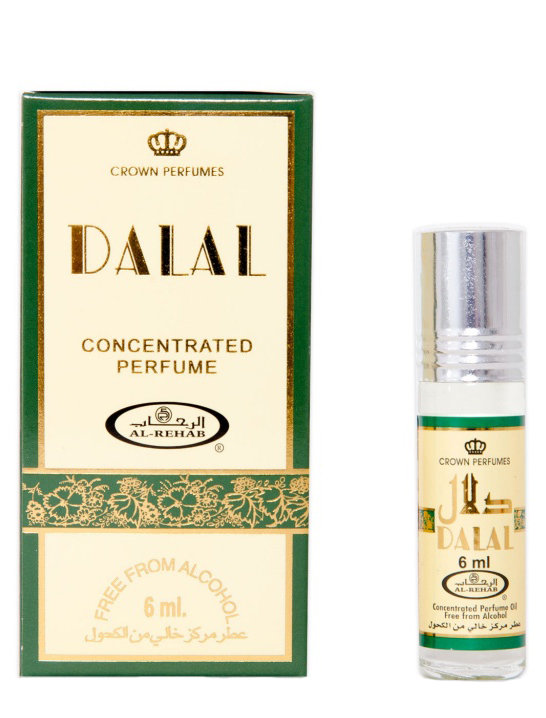 CROWN PERFUMES
DALAL
CONCENTRATED
PERFUME
الرحاب
AL-REHAB
®
FREE FROM ALCOHOL
6 ml.
عطر مركز خالي من الكحول
CROWN PERFUMES
دلال
DALAL
6 ml
الرحاب
AL-REHAB
®
Concentrated Perfume Oil
Free from Alcohol
عطر مركز خالي من الكحول